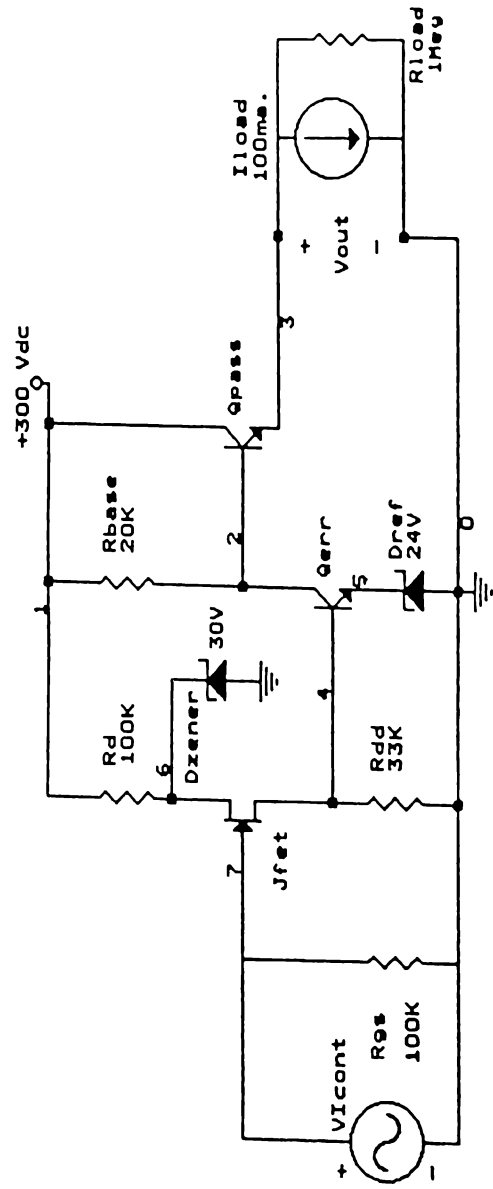 +300 Vdc
1
Rd
100K
Rbase
20K
6
Dzener
30V
Qpass
2
3
Iload
100ma.
+
Vout
-
Rload
1Meg
7
Jfet
4
Qerr
5
Dref
24V
Rdd
33K
VIcont
+
-
Rgs
100K
0